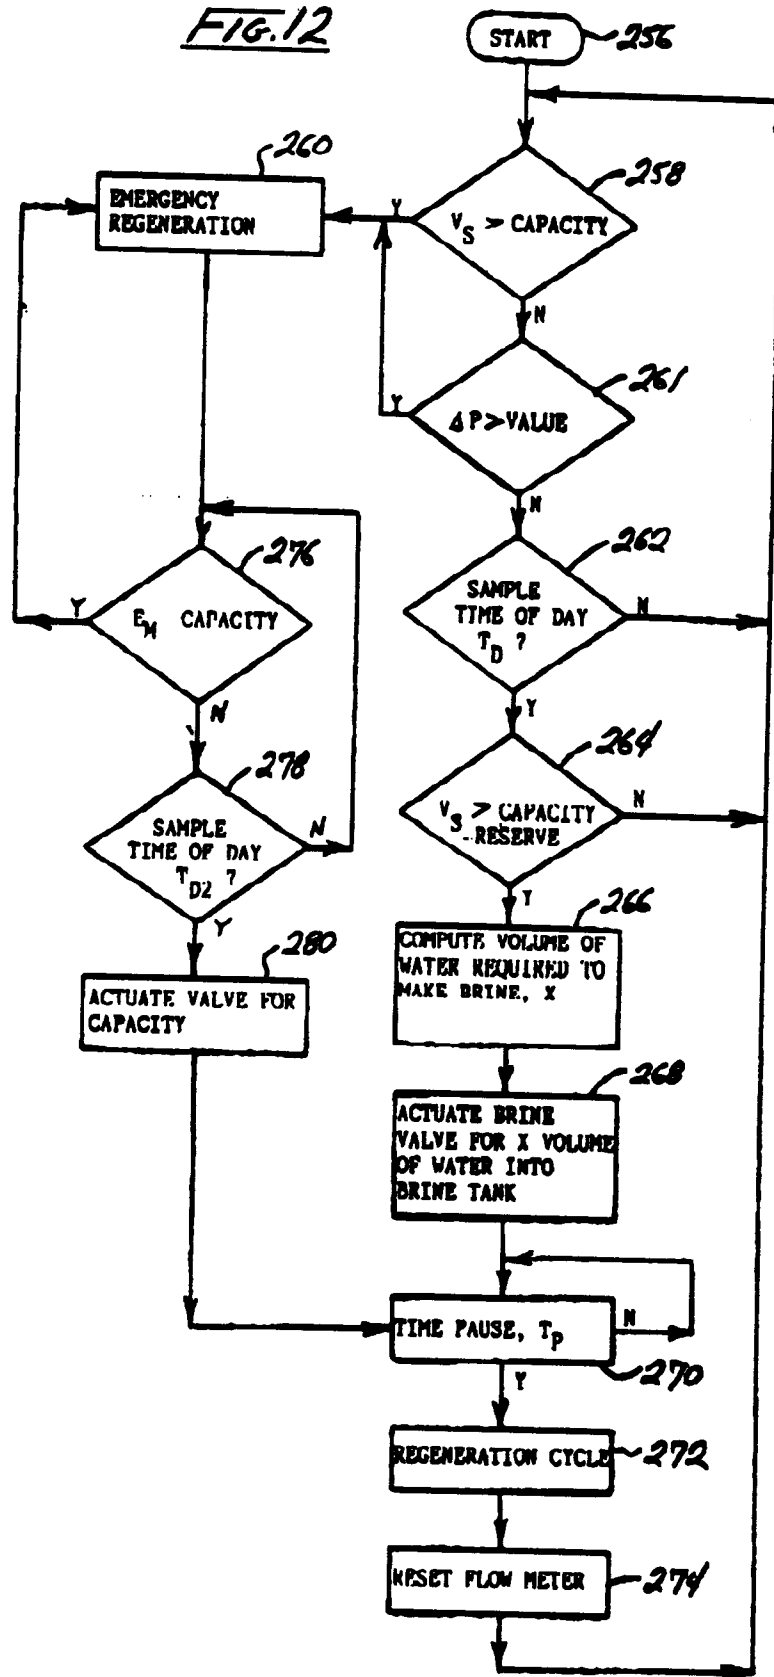 FIG. 12
START
256
260
EMERGENCY
REGENERATION
258
V_S > CAPACITY
Y
N
261
Δ P > VALUE
Y
N
262
SAMPLE
TIME OF DAY
T_D ?
N
Y
276
E_M CAPACITY
Y
N
264
V_S > CAPACITY
RESERVE
N
Y
278
SAMPLE
TIME OF DAY
T_D2 ?
N
Y
266
COMPUTE VOLUME OF
WATER REQUIRED TO
MAKE BRINE, X
280
ACTUATE VALVE FOR
CAPACITY
268
ACTUATE BRINE
VALVE FOR X VOLUME
OF WATER INTO
BRINE TANK
TIME PAUSE, T_P
N
270
Y
REGENERATION CYCLE
272
RESET FLOW METER
274